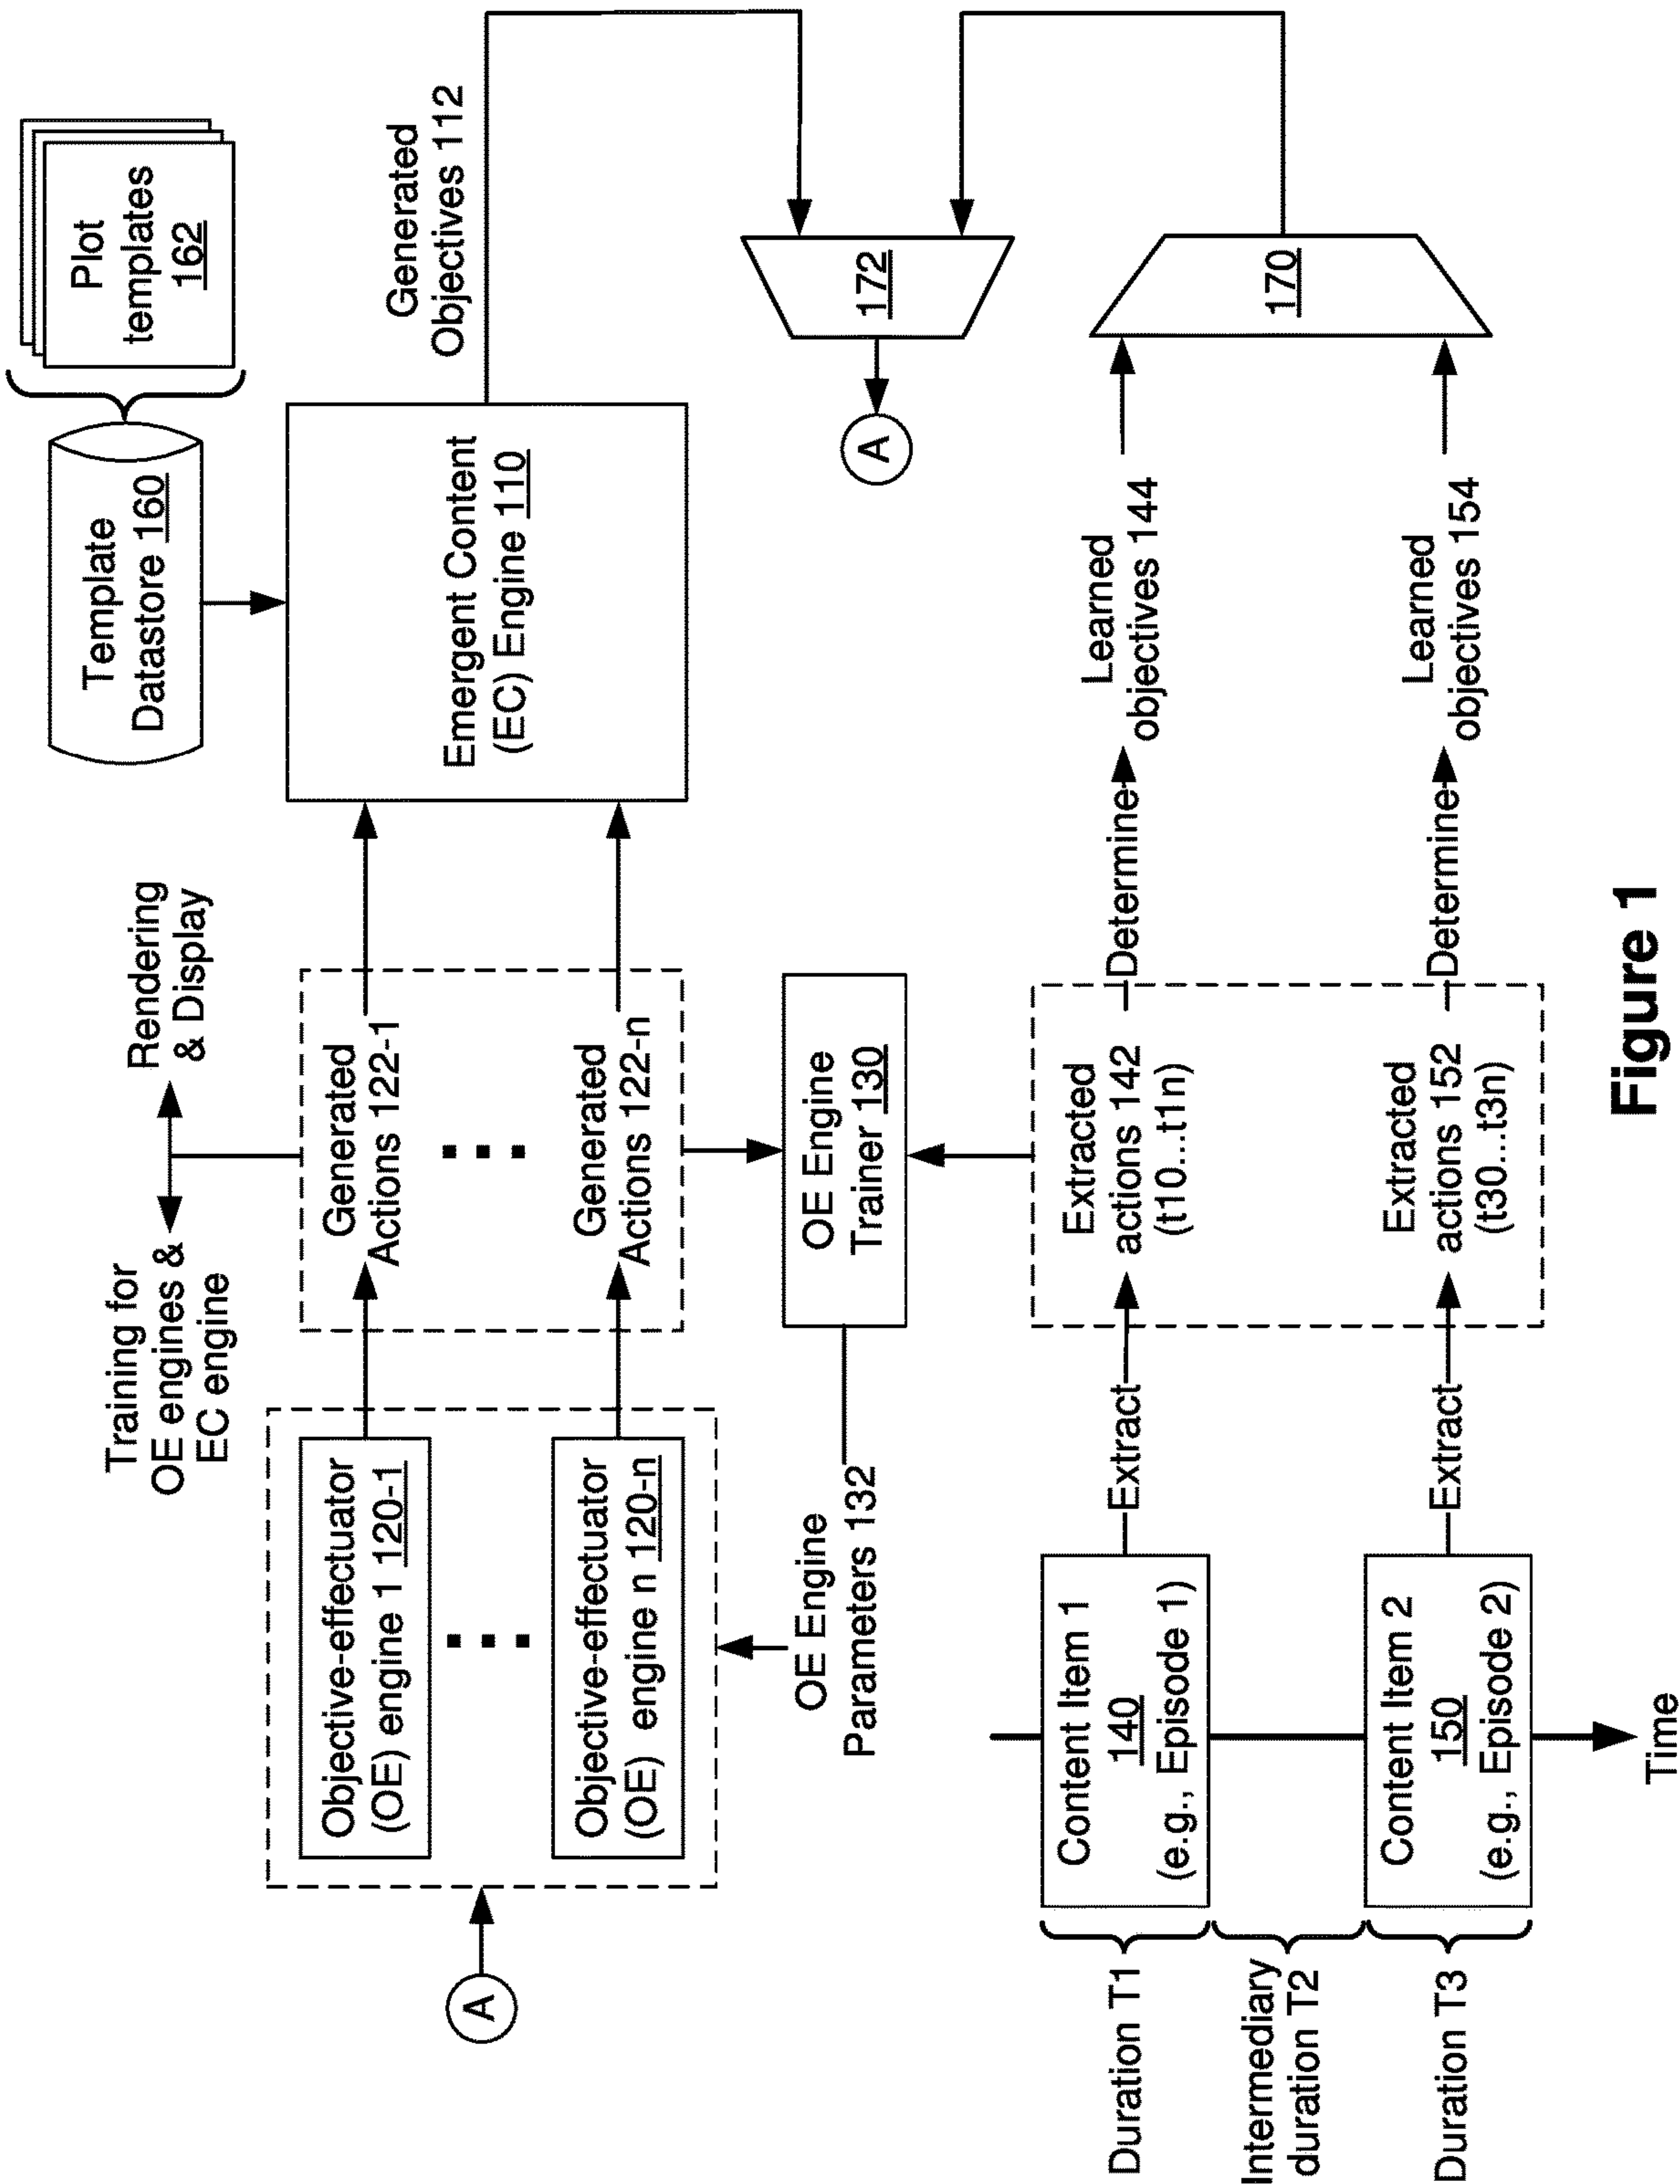 Training for
OE engines &
EC engine
Rendering
& Display
Template
Datastore 160
Plot
templates
162
A
Objective-effectuator
(OE) engine 1 120-1
Objective-effectuator
(OE) engine n 120-n
Generated
Actions 122-1
Generated
Actions 122-n
Emergent Content
(EC) Engine 110
Generated
Objectives 112
OE Engine
Parameters 132
OE Engine
Trainer 130
A
172
Duration T1
Content Item 1
140
(e.g., Episode 1)
Extract
Extracted
actions 142
(t10...t1n)
Determine
Learned
objectives 144
170
Intermediary
duration T2
Duration T3
Content Item 2
150
(e.g., Episode 2)
Extract
Extracted
actions 152
(t30...t3n)
Determine
Learned
objectives 154
Time
Figure 1